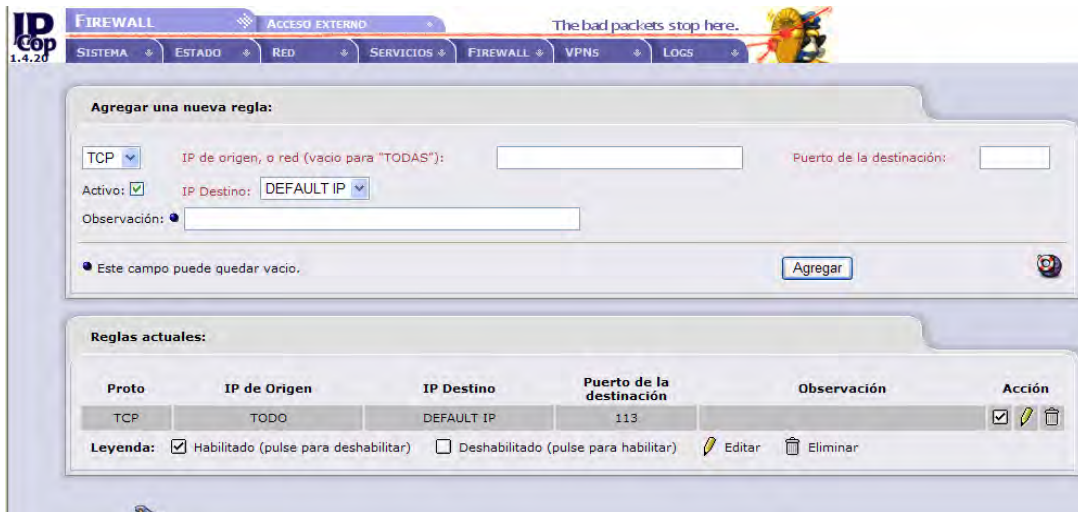 IP
Cop
1.4.20
FIREWALL ACCESO EXTERNO The bad packets stop here.
SISTEMA ESTADO RED SERVICIOS FIREWALL VPNs LOGS
Agregar una nueva regla:
TCP IP de origen, o red (vacio para "TODAS"): Puerto de la destinación:
Activo: IP Destino: DEFAULT IP
Observación:
Este campo puede quedar vacio. Agregar
Reglas actuales:
Proto IP de Origen IP Destino Puerto de la destinación Observación Acción
TCP TODO DEFAULT IP 113
Leyenda: Habilitado (pulse para deshabilitar) Deshabilitado (pulse para habilitar) Editar Eliminar